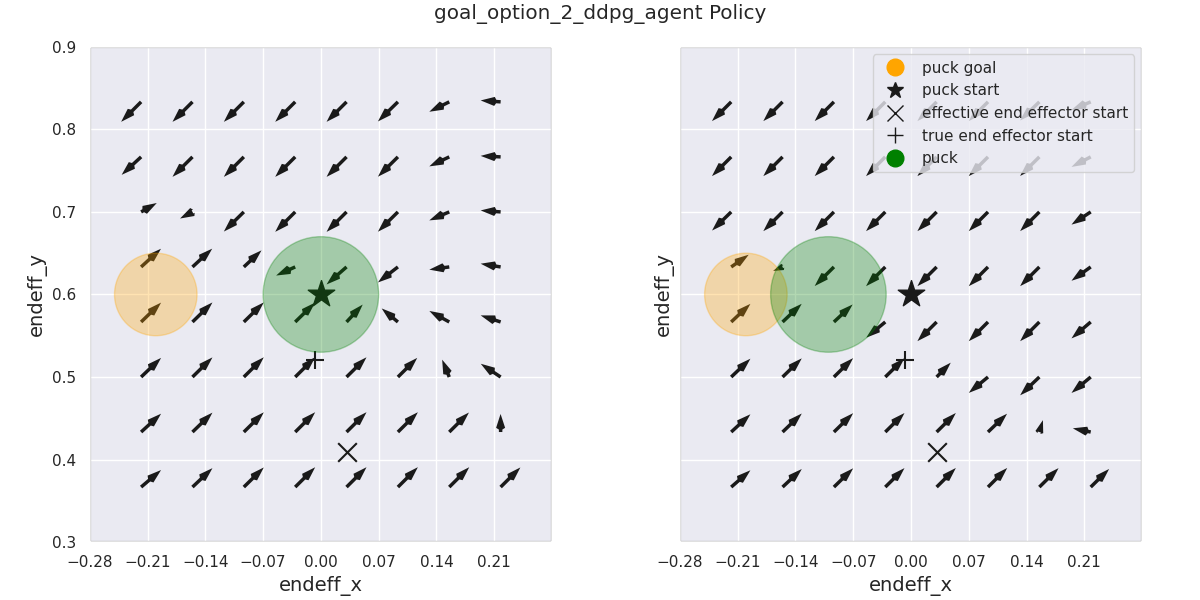 goal_option_2_ddpg_agent Policy
0.9
0.8
0.7
0.6
0.5
0.4
0.3
endeff_y
−0.28 −0.21 −0.14 −0.07 0.00 0.07 0.14 0.21
endeff_x
puck goal
puck start
effective end effector start
true end effector start
puck
endeff_y
−0.28 −0.21 −0.14 −0.07 0.00 0.07 0.14 0.21
endeff_x